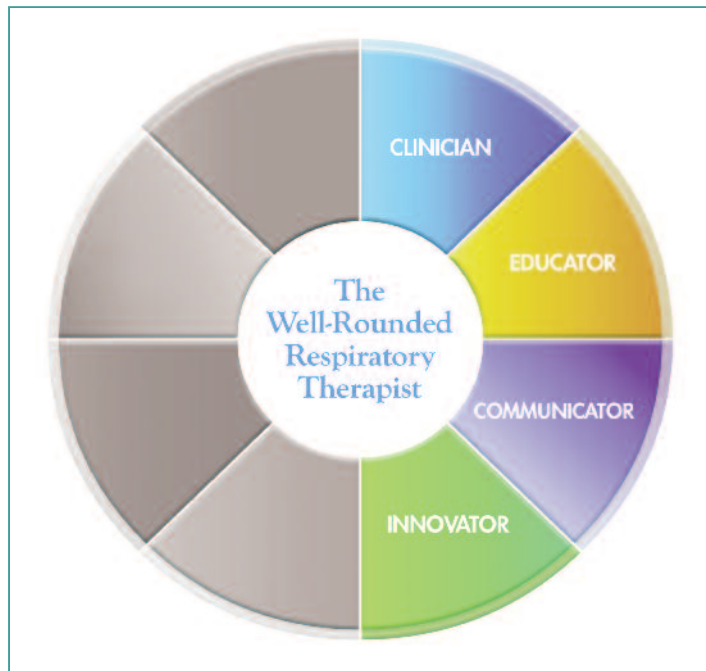 CLINICIAN
EDUCATOR
The
Well-Rounded
Respiratory
Therapist
COMMUNICATOR
INNOVATOR